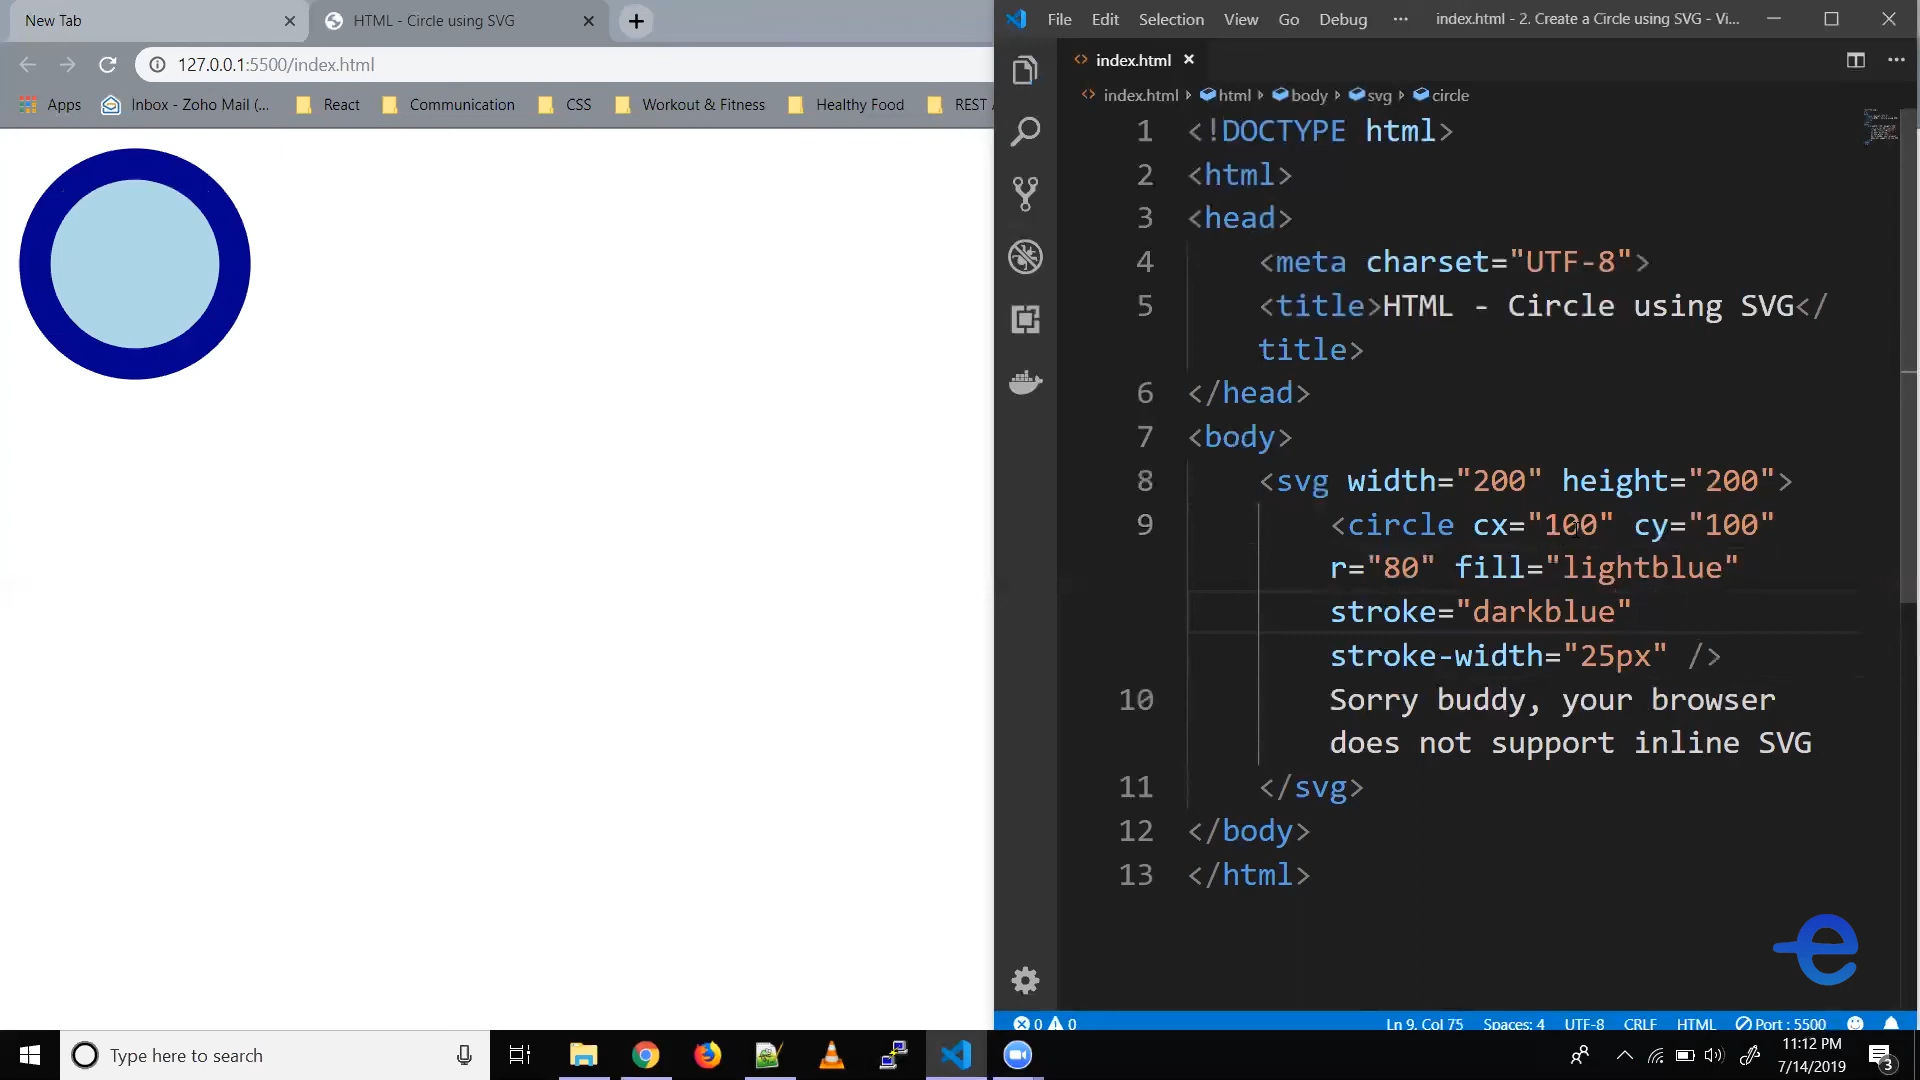 New Tab
HTML - Circle using SVG
127.0.0.1:5500/index.html
Apps
Inbox - Zoho Mail (...
React
Communication
CSS
Workout & Fitness
Healthy Food
REST
File Edit Selection View Go Debug ··· index.html - 2. Create a Circle using SVG - Vi...
index.html
index.html › html › body › svg › circle
1 <!DOCTYPE html>
2 <html>
3 <head>
4 <meta charset="UTF-8">
5 <title>HTML - Circle using SVG</
title>
6 </head>
7 <body>
8 <svg width="200" height="200">
9 <circle cx="100" cy="100"
r="80" fill="lightblue"
stroke="darkblue"
stroke-width="25px" />
10 Sorry buddy, your browser
does not support inline SVG
11 </svg>
12 </body>
13 </html>
0 0 Ln 9, Col 75 Spaces: 4 UTF-8 CRLF HTML Port : 5500
Type here to search
11:12 PM
7/14/2019
3